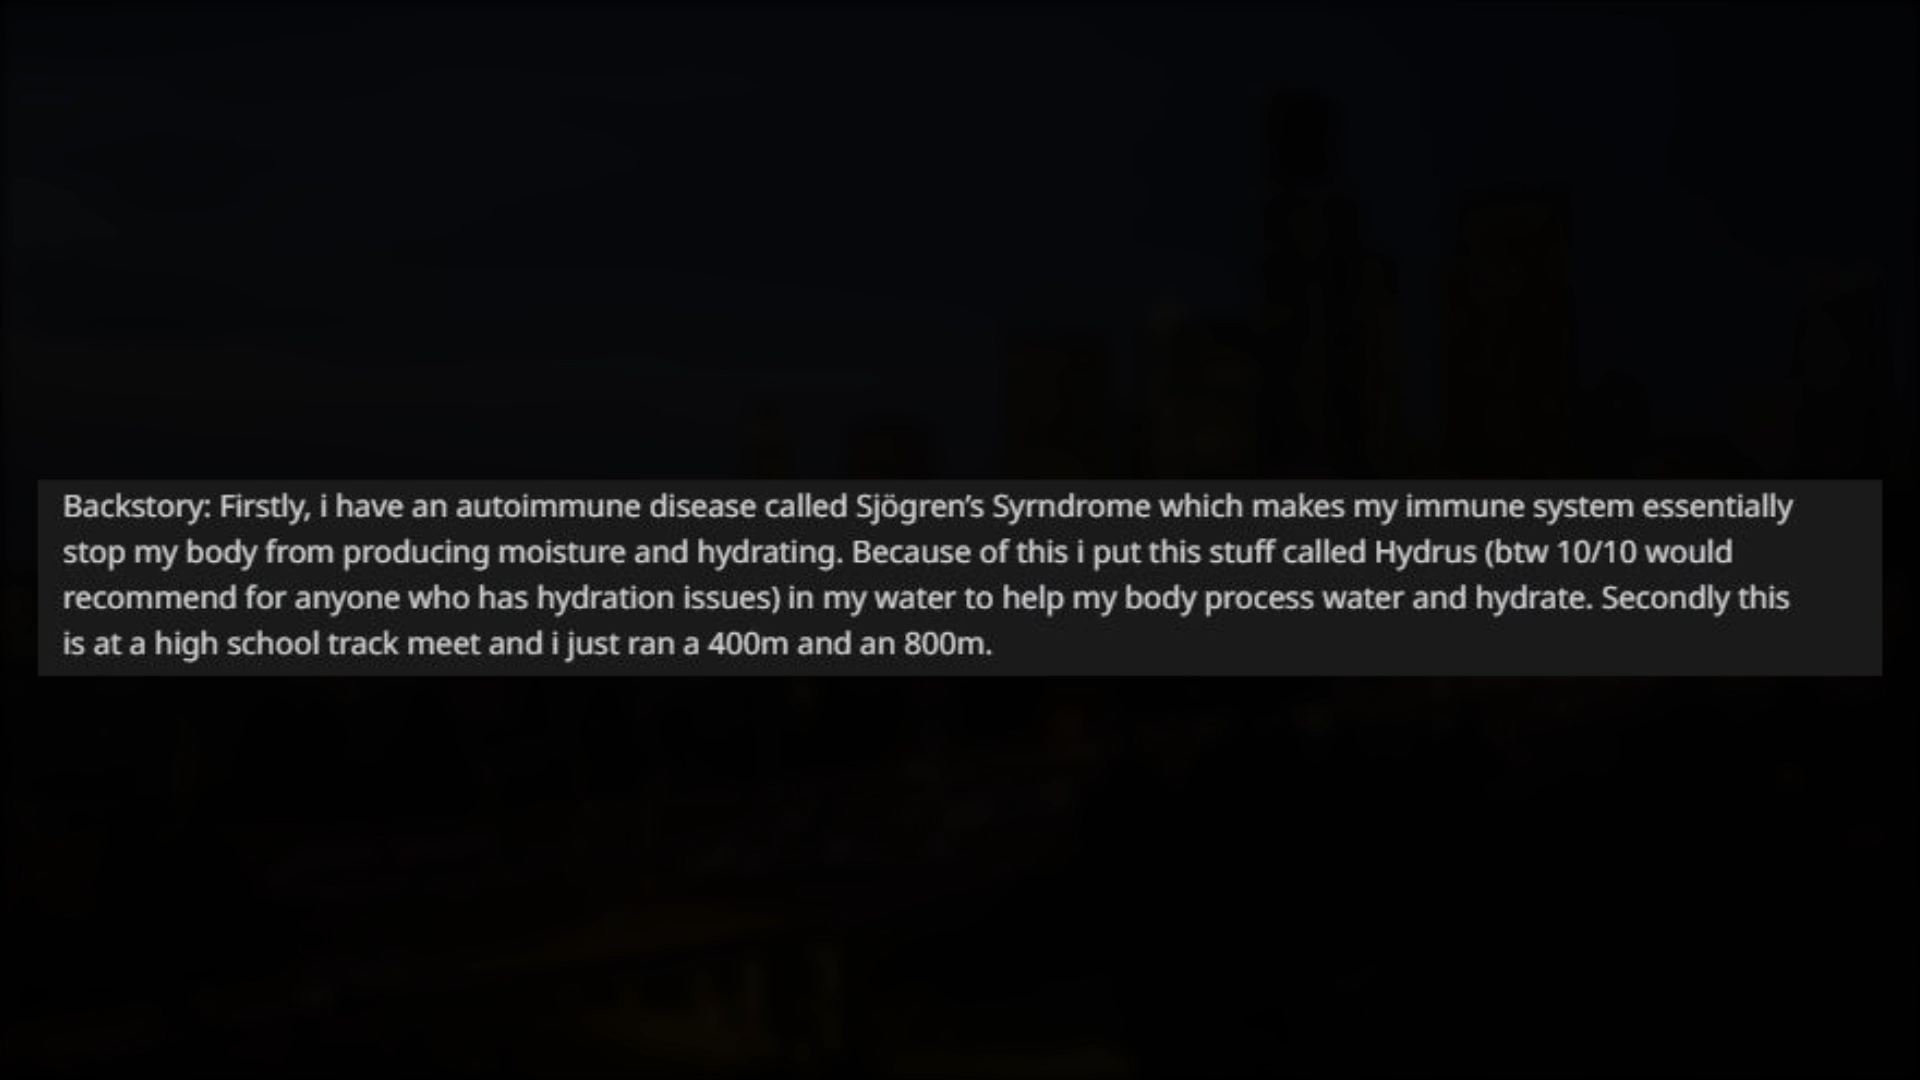 Backstory: Firstly, i have an autoimmune disease called Sjögren’s Syrndrome which makes my immune system essentially
stop my body from producing moisture and hydrating. Because of this i put this stuff called Hydrus (btw 10/10 would
recommend for anyone who has hydration issues) in my water to help my body process water and hydrate. Secondly this
is at a high school track meet and i just ran a 400m and an 800m.